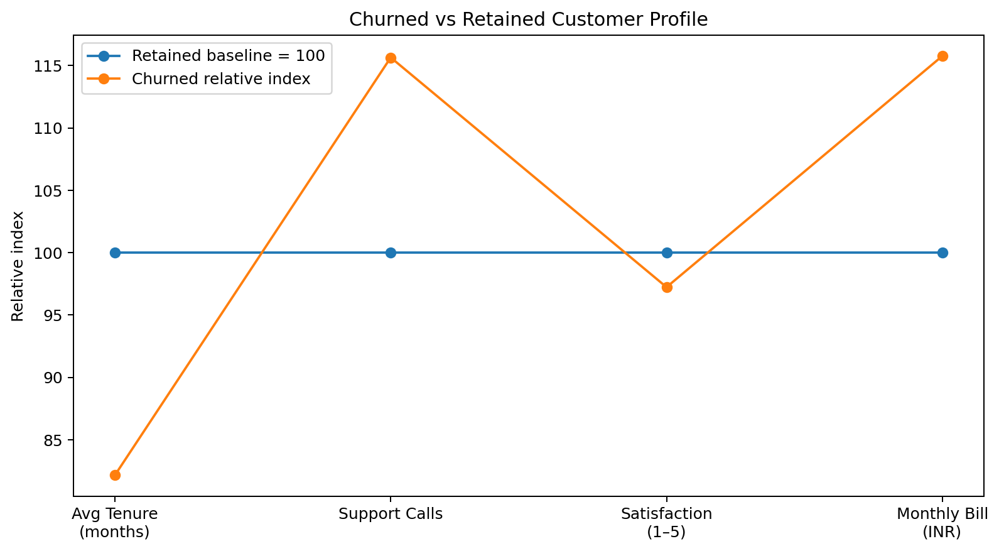 Churned vs Retained Customer Profile
Retained baseline = 100
Churned relative index
115
110
105
100
95
90
85
Relative index
Avg Tenure
(months)
Support Calls
Satisfaction
(1–5)
Monthly Bill
(INR)